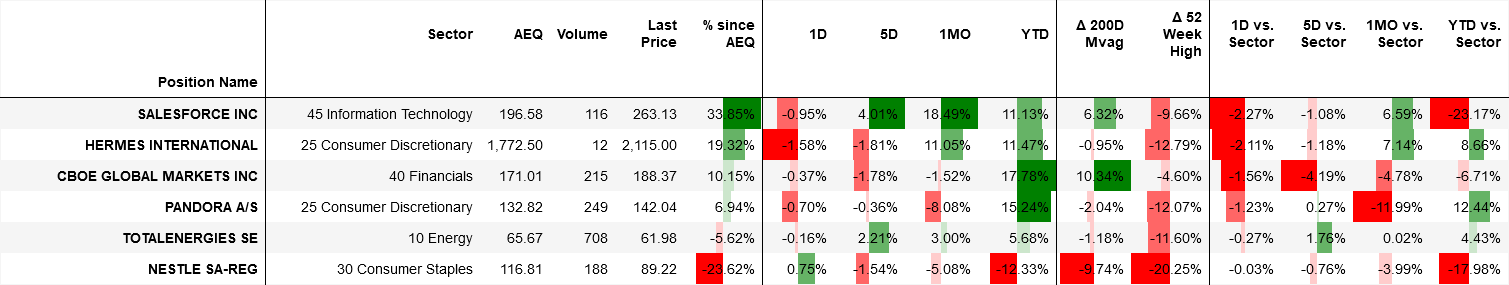 Position Name Sector AEQ Volume Last Price % since AEQ 1D 5D 1MO YTD Δ 200D Mvag Δ 52 Week High 1D vs. Sector 5D vs. Sector 1MO vs. Sector YTD vs. Sector
SALESFORCE INC 45 Information Technology 196.58 116 263.13 33.85% -0.95% 4.01% 18.49% 11.13% 6.32% -9.66% -2.27% -1.08% 6.59% -23.17%
HERMES INTERNATIONAL 25 Consumer Discretionary 1,772.50 12 2,115.00 19.32% -1.58% -1.81% 11.05% 11.47% -0.95% -12.79% -2.11% -1.18% 7.14% 8.66%
CBOE GLOBAL MARKETS INC 40 Financials 171.01 215 188.37 10.15% -0.37% -1.78% -1.52% 17.78% 10.34% -4.60% -1.56% -4.19% -4.78% -6.71%
PANDORA A/S 25 Consumer Discretionary 132.82 249 142.04 6.94% -0.70% -0.36% -8.08% 15.24% -2.04% -12.07% -1.23% 0.27% -11.99% 12.44%
TOTALENERGIES SE 10 Energy 65.67 708 61.98 -5.62% -0.16% 2.21% 3.00% 5.68% -1.18% -11.60% -0.27% 1.76% 0.02% 4.43%
NESTLE SA-REG 30 Consumer Staples 116.81 188 89.22 -23.62% 0.75% -1.54% -5.08% -12.33% -9.74% -20.25% -0.03% -0.76% -3.99% -17.98%